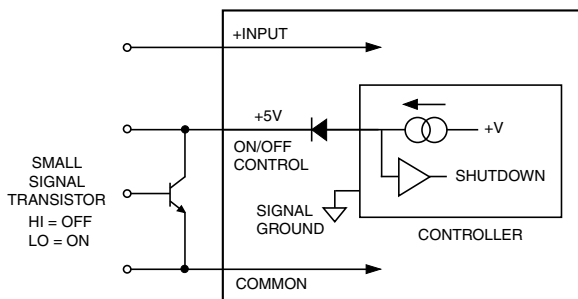 +INPUT
+5V
ON/OFF
CONTROL
+V
SHUTDOWN
SMALL
SIGNAL
TRANSISTOR
HI = OFF
LO = ON
SIGNAL
GROUND
CONTROLLER
COMMON